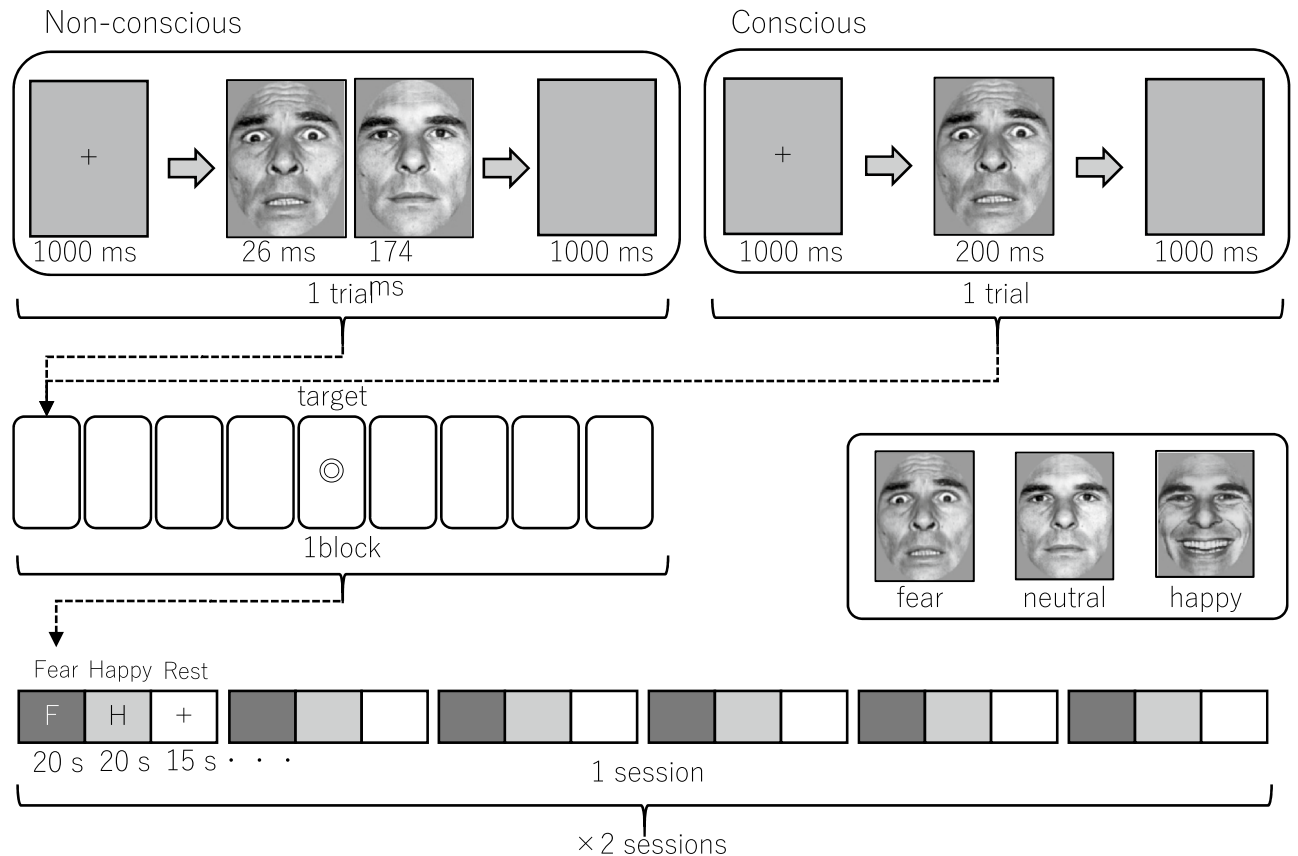 Non-conscious
Conscious
+
1000 ms
26 ms
174
ms
1000 ms
+
1000 ms
200 ms
1000 ms
1 trial
1 trial
target
1block
fear
neutral
happy
Fear Happy Rest
F H +
20 s 20 s 15 s · · ·
1 session
×2 sessions